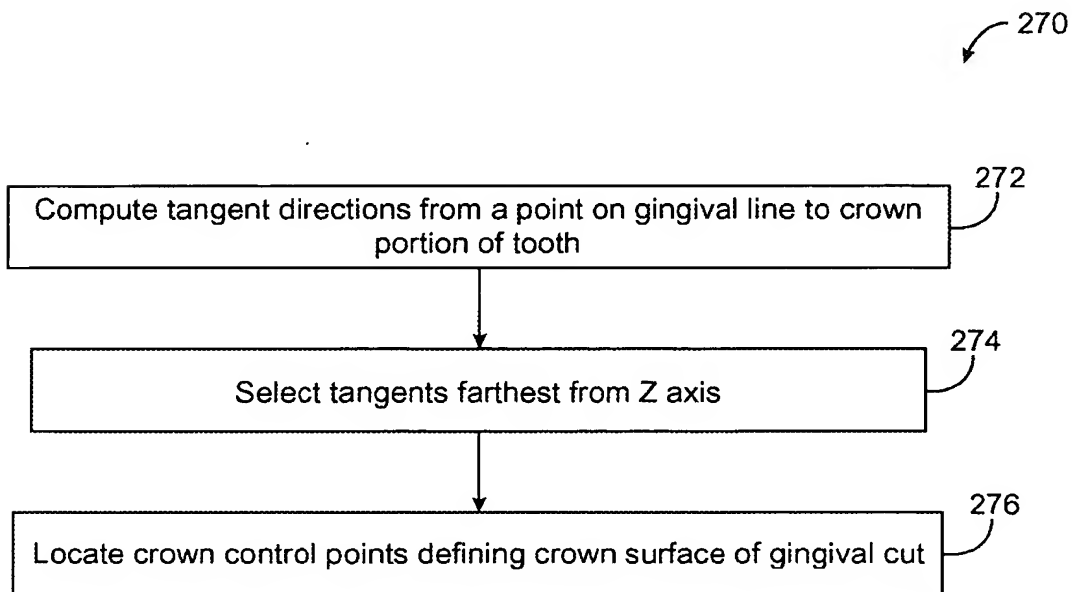 270
272
Compute tangent directions from a point on gingival line to crown
portion of tooth
274
Select tangents farthest from Z axis
276
Locate crown control points defining crown surface of gingival cut